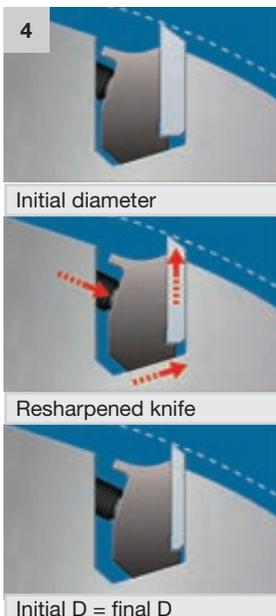 4
Initial diameter
Resharpened knife
Initial D = final D